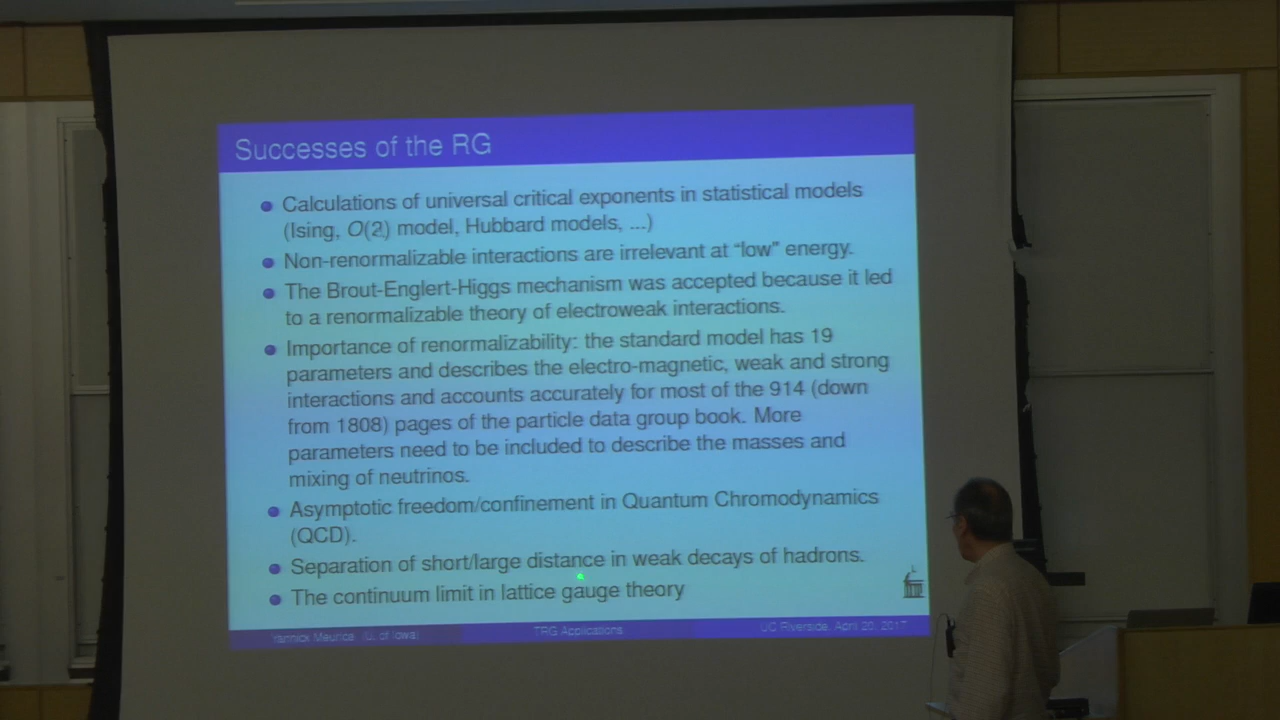 Successes of the RG
Calculations of universal critical exponents in statistical models
(Ising, O(2) model, Hubbard models, ...)
Non-renormalizable interactions are irrelevant at “low” energy.
The Brout-Englert-Higgs mechanism was accepted because it led
to a renormalizable theory of electroweak interactions.
Importance of renormalizability: the standard model has 19
parameters and describes the electro-magnetic, weak and strong
interactions and accounts accurately for most of the 914 (down
from 1808) pages of the particle data group book. More
parameters need to be included to describe the masses and
mixing of neutrinos.
Asymptotic freedom/confinement in Quantum Chromodynamics
(QCD).
Separation of short/large distance in weak decays of hadrons.
The continuum limit in lattice gauge theory
Yannick Meurice (U. of Iowa)
TRG Applications
UC Riverside, April 20, 2017